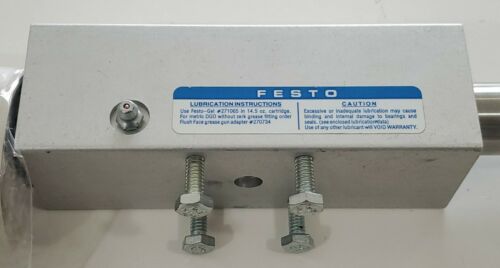 FESTO
LUBRICATION INSTRUCTIONS
Use Festo-Gel #271065 in 14.5 oz. cartridge.
For metric DGO without zerk grease fitting order
Flush Face grease gun adapter #270734
CAUTION
Excessive or inadequate lubrication may cause
binding and internal damage to bearings and
seals. (see enclosed lubrication data)
Use of any other lubricant will VOID WARRANTY.